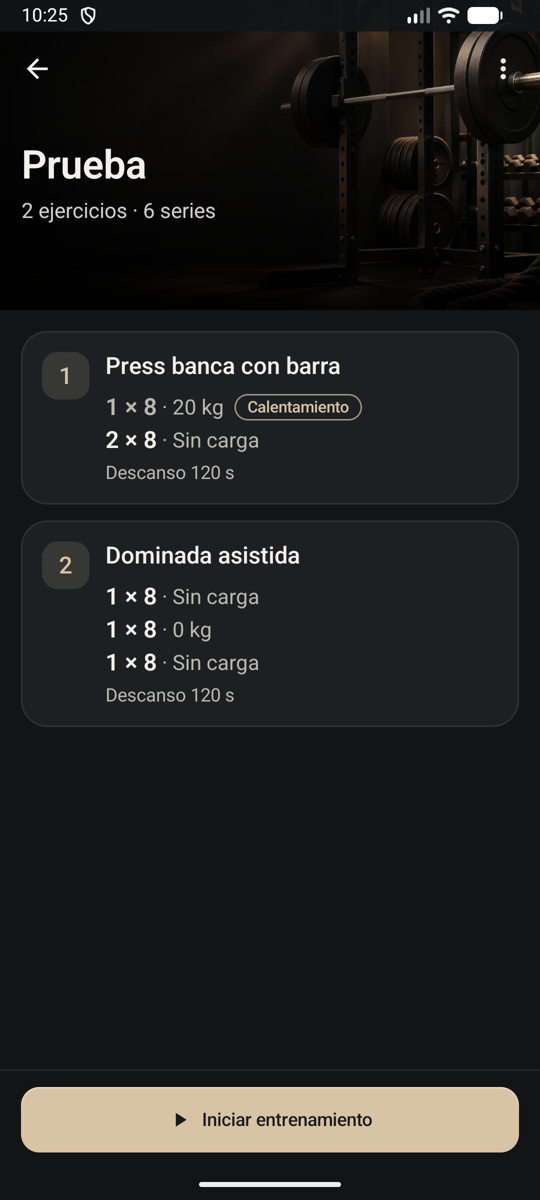 10:25
Prueba
2 ejercicios · 6 series
1
Press banca con barra
1 × 8 · 20 kg Calentamiento
2 × 8 · Sin carga
Descanso 120 s
2
Dominada asistida
1 × 8 · Sin carga
1 × 8 · 0 kg
1 × 8 · Sin carga
Descanso 120 s
Iniciar entrenamiento